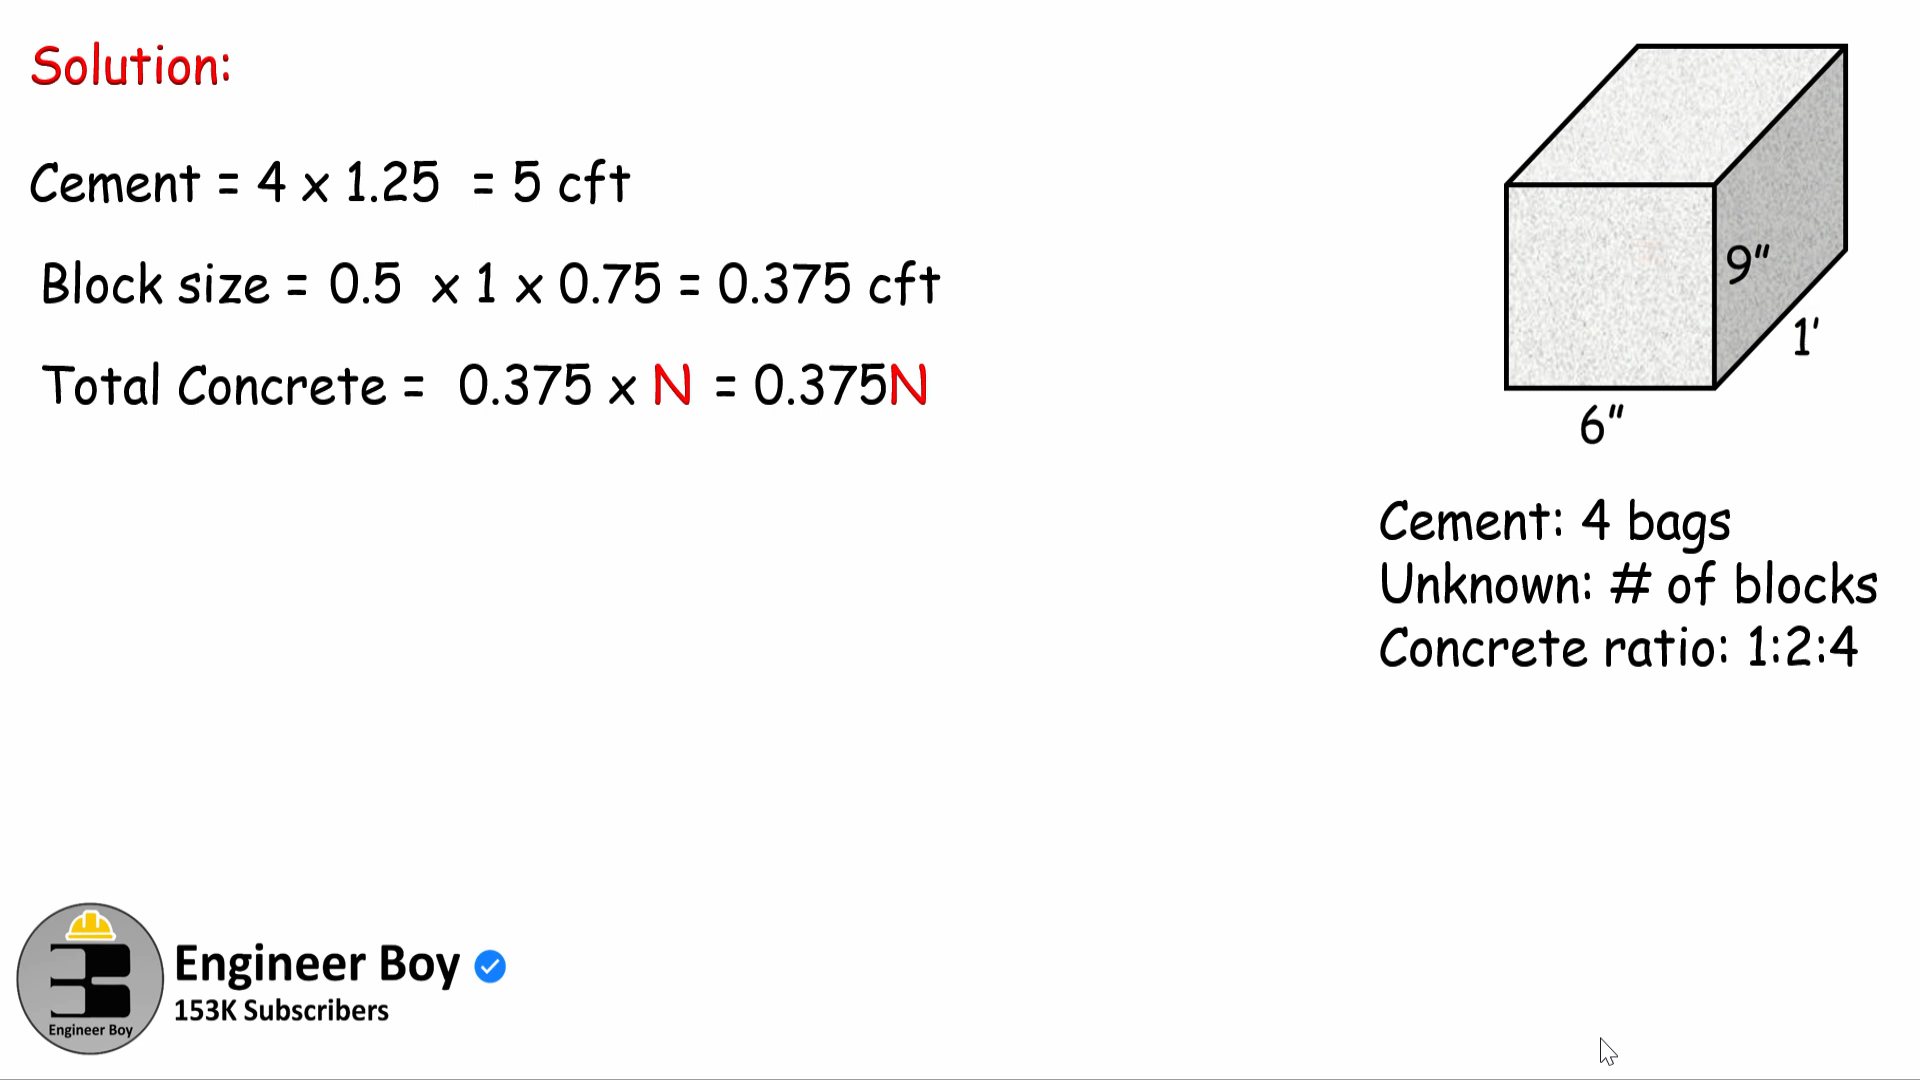 Solution:
Cement = 4 x 1.25 = 5 cft
Block size = 0.5 x 1 x 0.75 = 0.375 cft
Total Concrete = 0.375 x N = 0.375N
9"
1'
6"
Cement: 4 bags
Unknown: # of blocks
Concrete ratio: 1:2:4
Engineer Boy
Engineer Boy
153K Subscribers